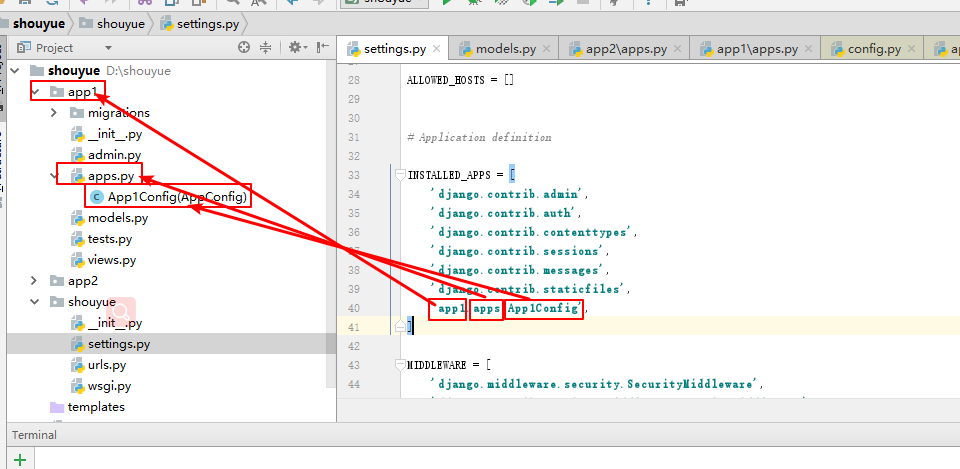 shouyue
shouyue shouyue settings.py
Project
shouyue D:\shouyue
app1
migrations
__init__.py
admin.py
apps.py
App1Config(AppConfig)
models.py
tests.py
views.py
app2
shouyue
__init__.py
settings.py
urls.py
wsgi.py
templates
settings.py models.py app2\apps.py app1\apps.py config.py
28 ALLOWED_HOSTS = []
29
30
31 # Application definition
32
33 INSTALLED_APPS = [
34 'django.contrib.admin',
35 'django.contrib.auth',
36 'django.contrib.contenttypes',
37 'django.contrib.sessions',
38 'django.contrib.messages',
39 'django.contrib.staticfiles',
40 'app1.apps.App1Config',
41 ]
42
43 MIDDLEWARE = [
44 'django.middleware.security.SecurityMiddleware',
Terminal